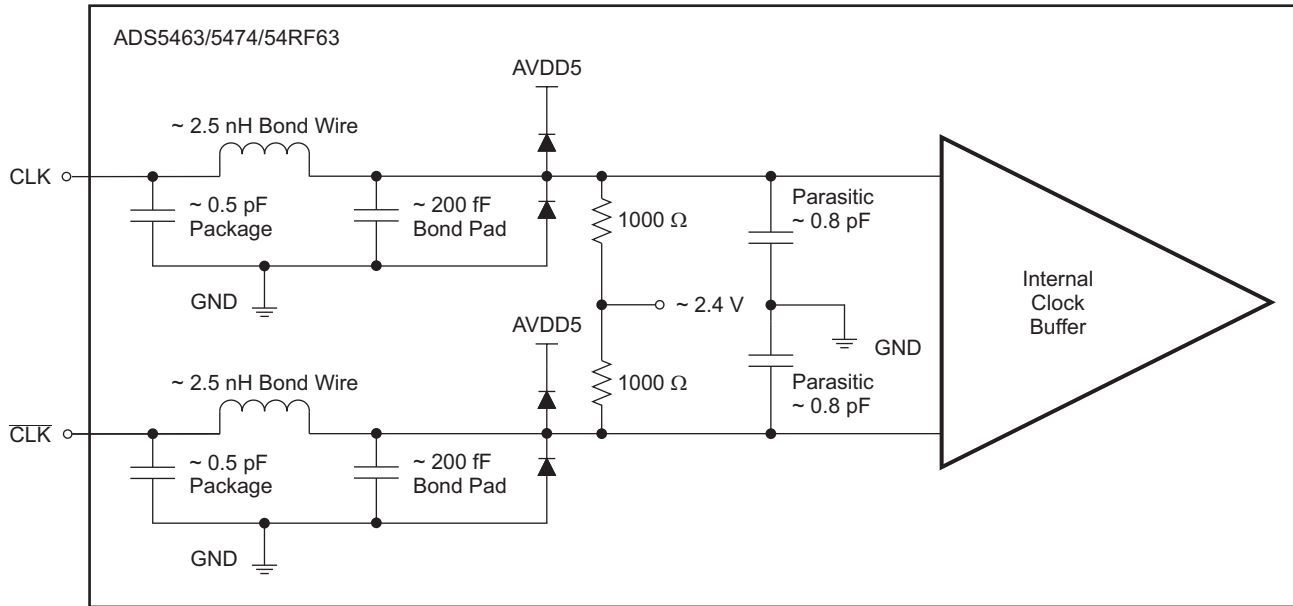 ADS5463/5474/54RF63
AVDD5
~ 2.5 nH Bond Wire
CLK
~ 0.5 pF
Package
~ 200 fF
Bond Pad
1000 Ω
Parasitic
~ 0.8 pF
GND
~ 2.4 V
GND
Internal
Clock
Buffer
AVDD5
~ 2.5 nH Bond Wire
1000 Ω
Parasitic
~ 0.8 pF
C̅L̅K̅
~ 0.5 pF
Package
~ 200 fF
Bond Pad
GND